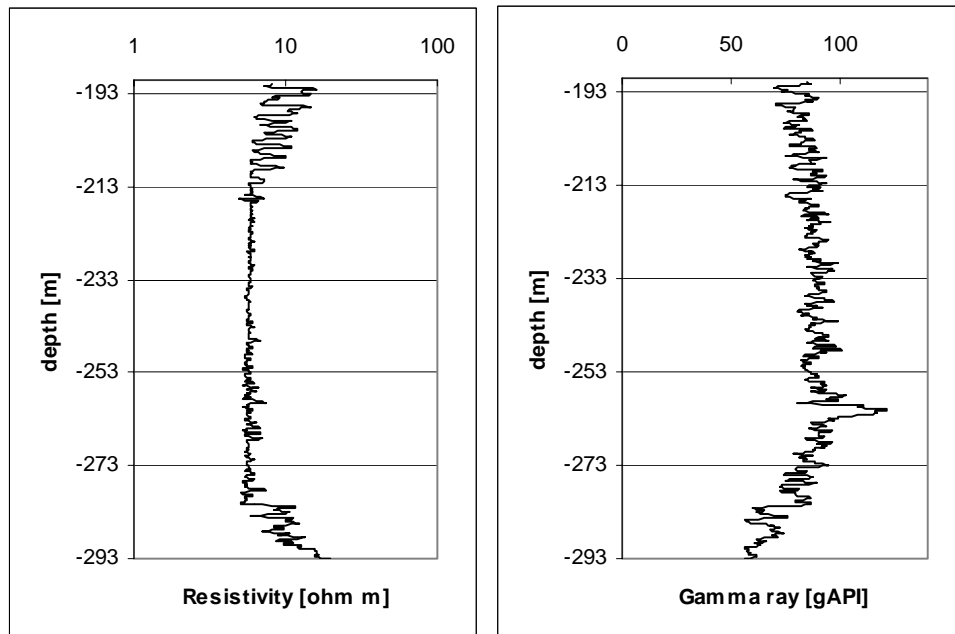 1 10 100
-193
-213
-233
-253
-273
-293
depth [m]
Resistivity [ohm m]
0 50 100
-193
-213
-233
-253
-273
-293
depth [m]
Gamma ray [gAPI]